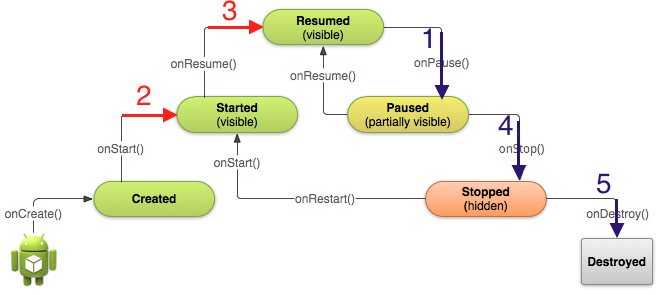 3
Resumed
(visible)
1
onResume()
onResume()
onPause()
2
Started
(visible)
Paused
(partially visible)
4
onStart()
onStart()
onStop()
5
Created
onRestart()
Stopped
(hidden)
onCreate()
onDestroy()
Destroyed